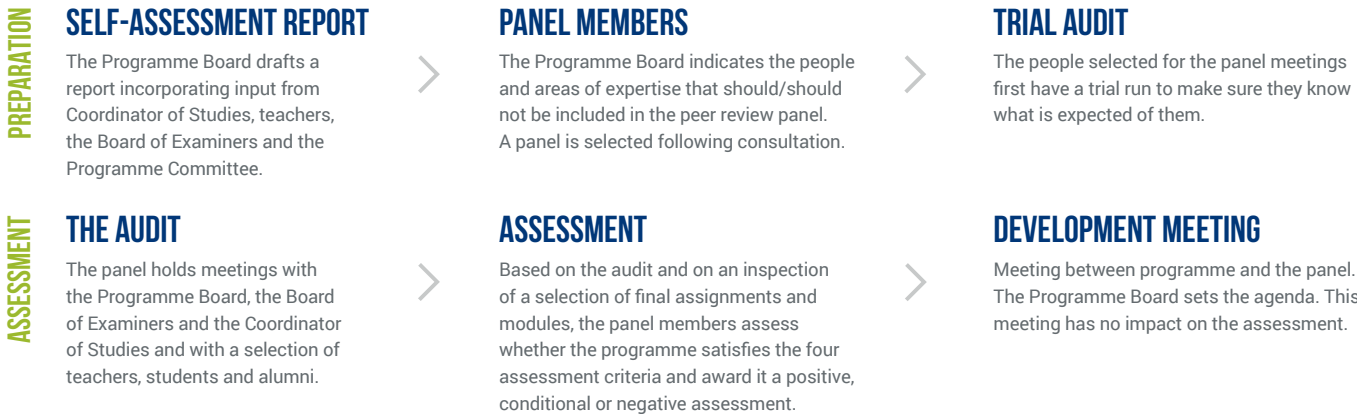 PREPARATION
SELF-ASSESSMENT REPORT
The Programme Board drafts a
report incorporating input from
Coordinator of Studies, teachers,
the Board of Examiners and the
Programme Committee.
PANEL MEMBERS
The Programme Board indicates the people
and areas of expertise that should/should
not be included in the peer review panel.
A panel is selected following consultation.
TRIAL AUDIT
The people selected for the panel meetings
first have a trial run to make sure they know
what is expected of them.
ASSESSMENT
THE AUDIT
The panel holds meetings with
the Programme Board, the Board
of Examiners and the Coordinator
of Studies and with a selection of
teachers, students and alumni.
ASSESSMENT
Based on the audit and on an inspection
of a selection of final assignments and
modules, the panel members assess
whether the programme satisfies the four
assessment criteria and award it a positive,
conditional or negative assessment.
DEVELOPMENT MEETING
Meeting between programme and the panel.
The Programme Board sets the agenda. This
meeting has no impact on the assessment.